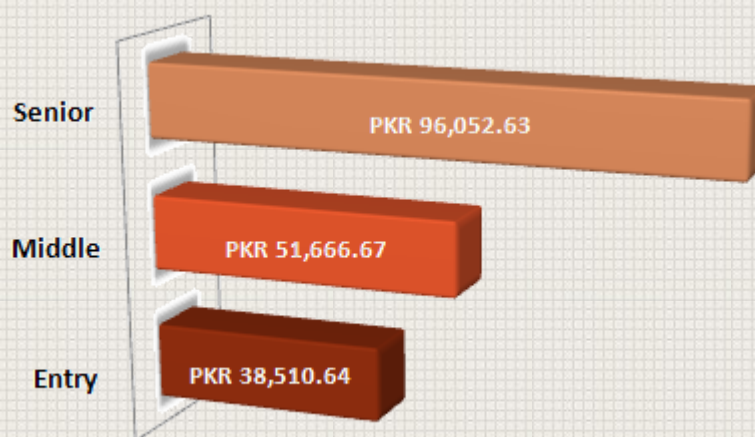 Senior
PKR 96,052.63
Middle
PKR 51,666.67
Entry
PKR 38,510.64